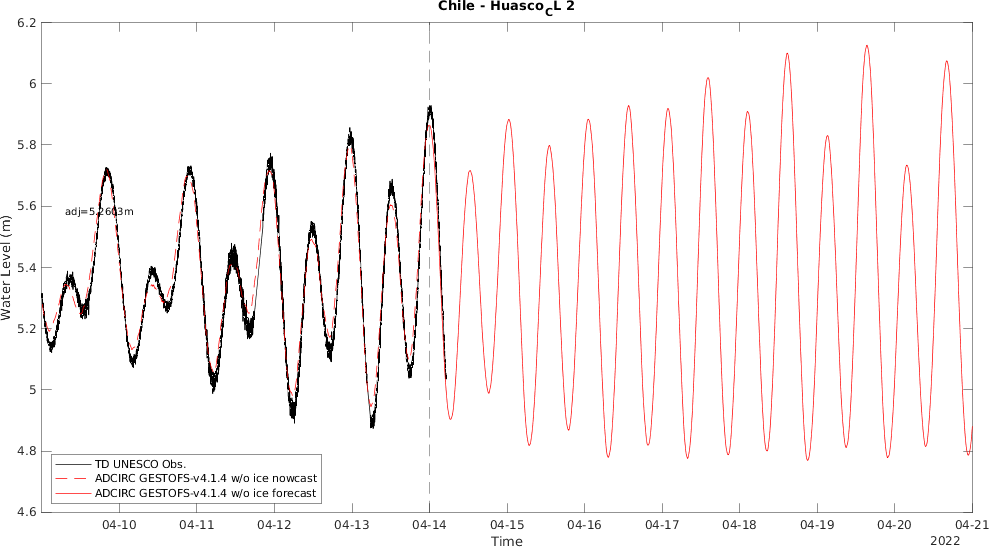 Chile - Huasco_CL 2
6.2
6
5.8
5.6
5.4
5.2
5
4.8
4.6
Water Level (m)
adj=5.2603m
TD UNESCO Obs.
ADCIRC GESTOFS-v4.1.4 w/o ice nowcast
ADCIRC GESTOFS-v4.1.4 w/o ice forecast
04-10 04-11 04-12 04-13 04-14 04-15 04-16 04-17 04-18 04-19 04-20 04-21
Time
2022